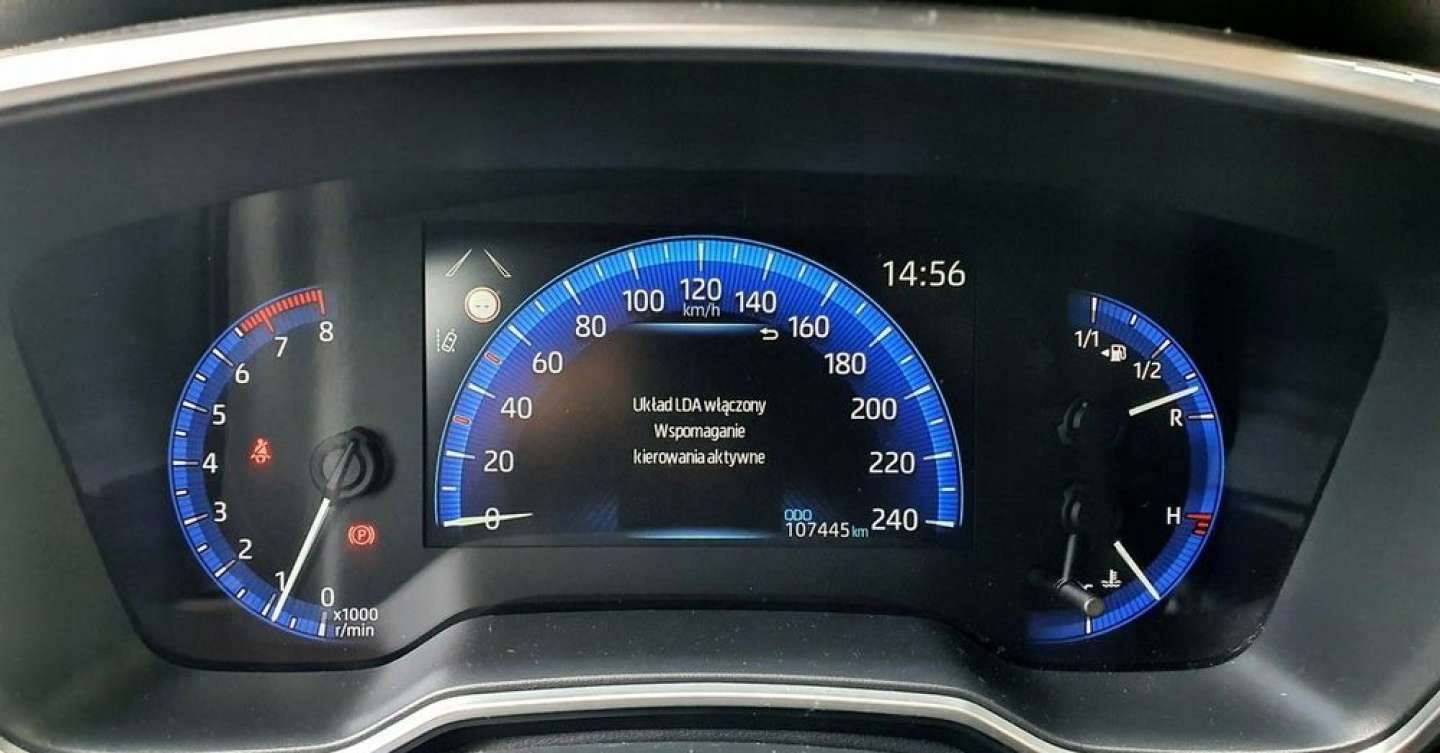 14:56
0
20
40
60
80
100
120
140
160
180
200
220
240
km/h
Układ LDA włączony
Wspomaganie
kierowania aktywne
ODO
107445 km
8
7
6
5
4
3
2
1
0
x1000
r/min
P
1/1
1/2
R
H